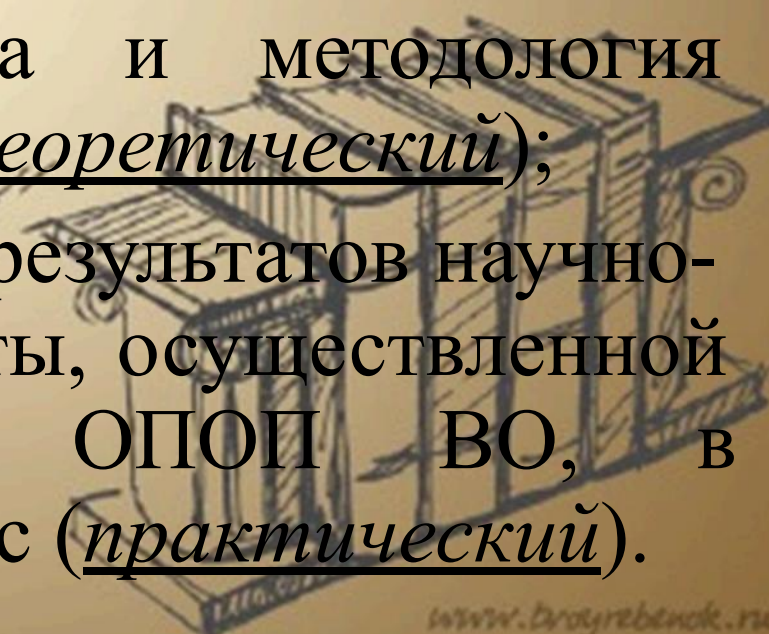 а и методология
еоретический);
результатов научно-
ты, осуществленной
ОПОП ВО, в
с (практический).